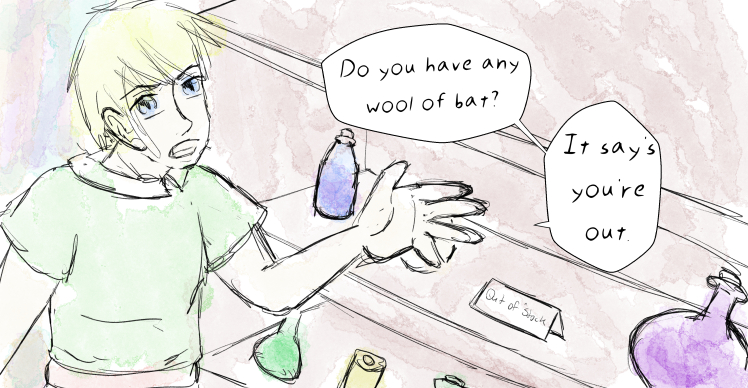 Do you have any
wool of bat?
It say's
you're
out.
Out of Stock